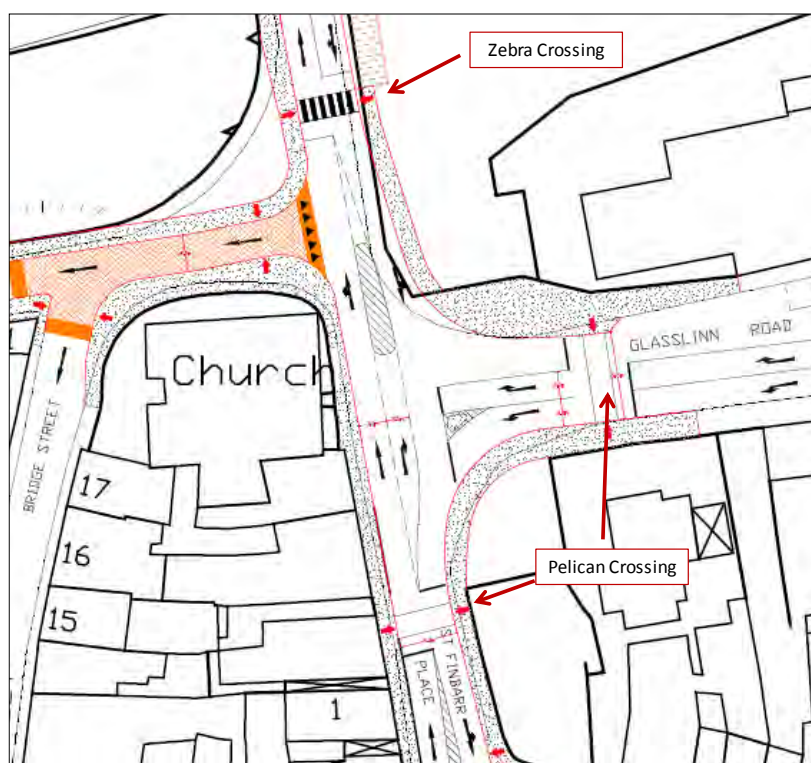 Zebra Crossing
GLASSLINN ROAD
Church
BRIDGE STREET
17
16
Pelican Crossing
15
ST FINBARR
PLACE
1